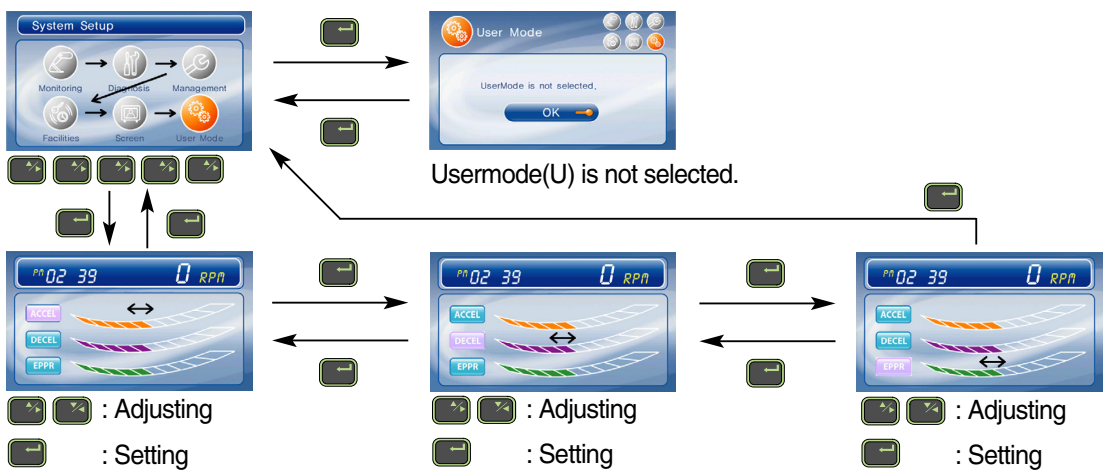 System Setup
Monitoring Diagnosis Management
Facilities Screen User Mode
User Mode
UserMode is not selected.
OK
Usermode(U) is not selected.
PM 02 39 0 RPM
ACCEL
DECEL
EPPR
: Adjusting
: Setting
PM 02 39 0 RPM
ACCEL
DECEL
EPPR
: Adjusting
: Setting
PM 02 39 0 RPM
ACCEL
DECEL
EPPR
: Adjusting
: Setting